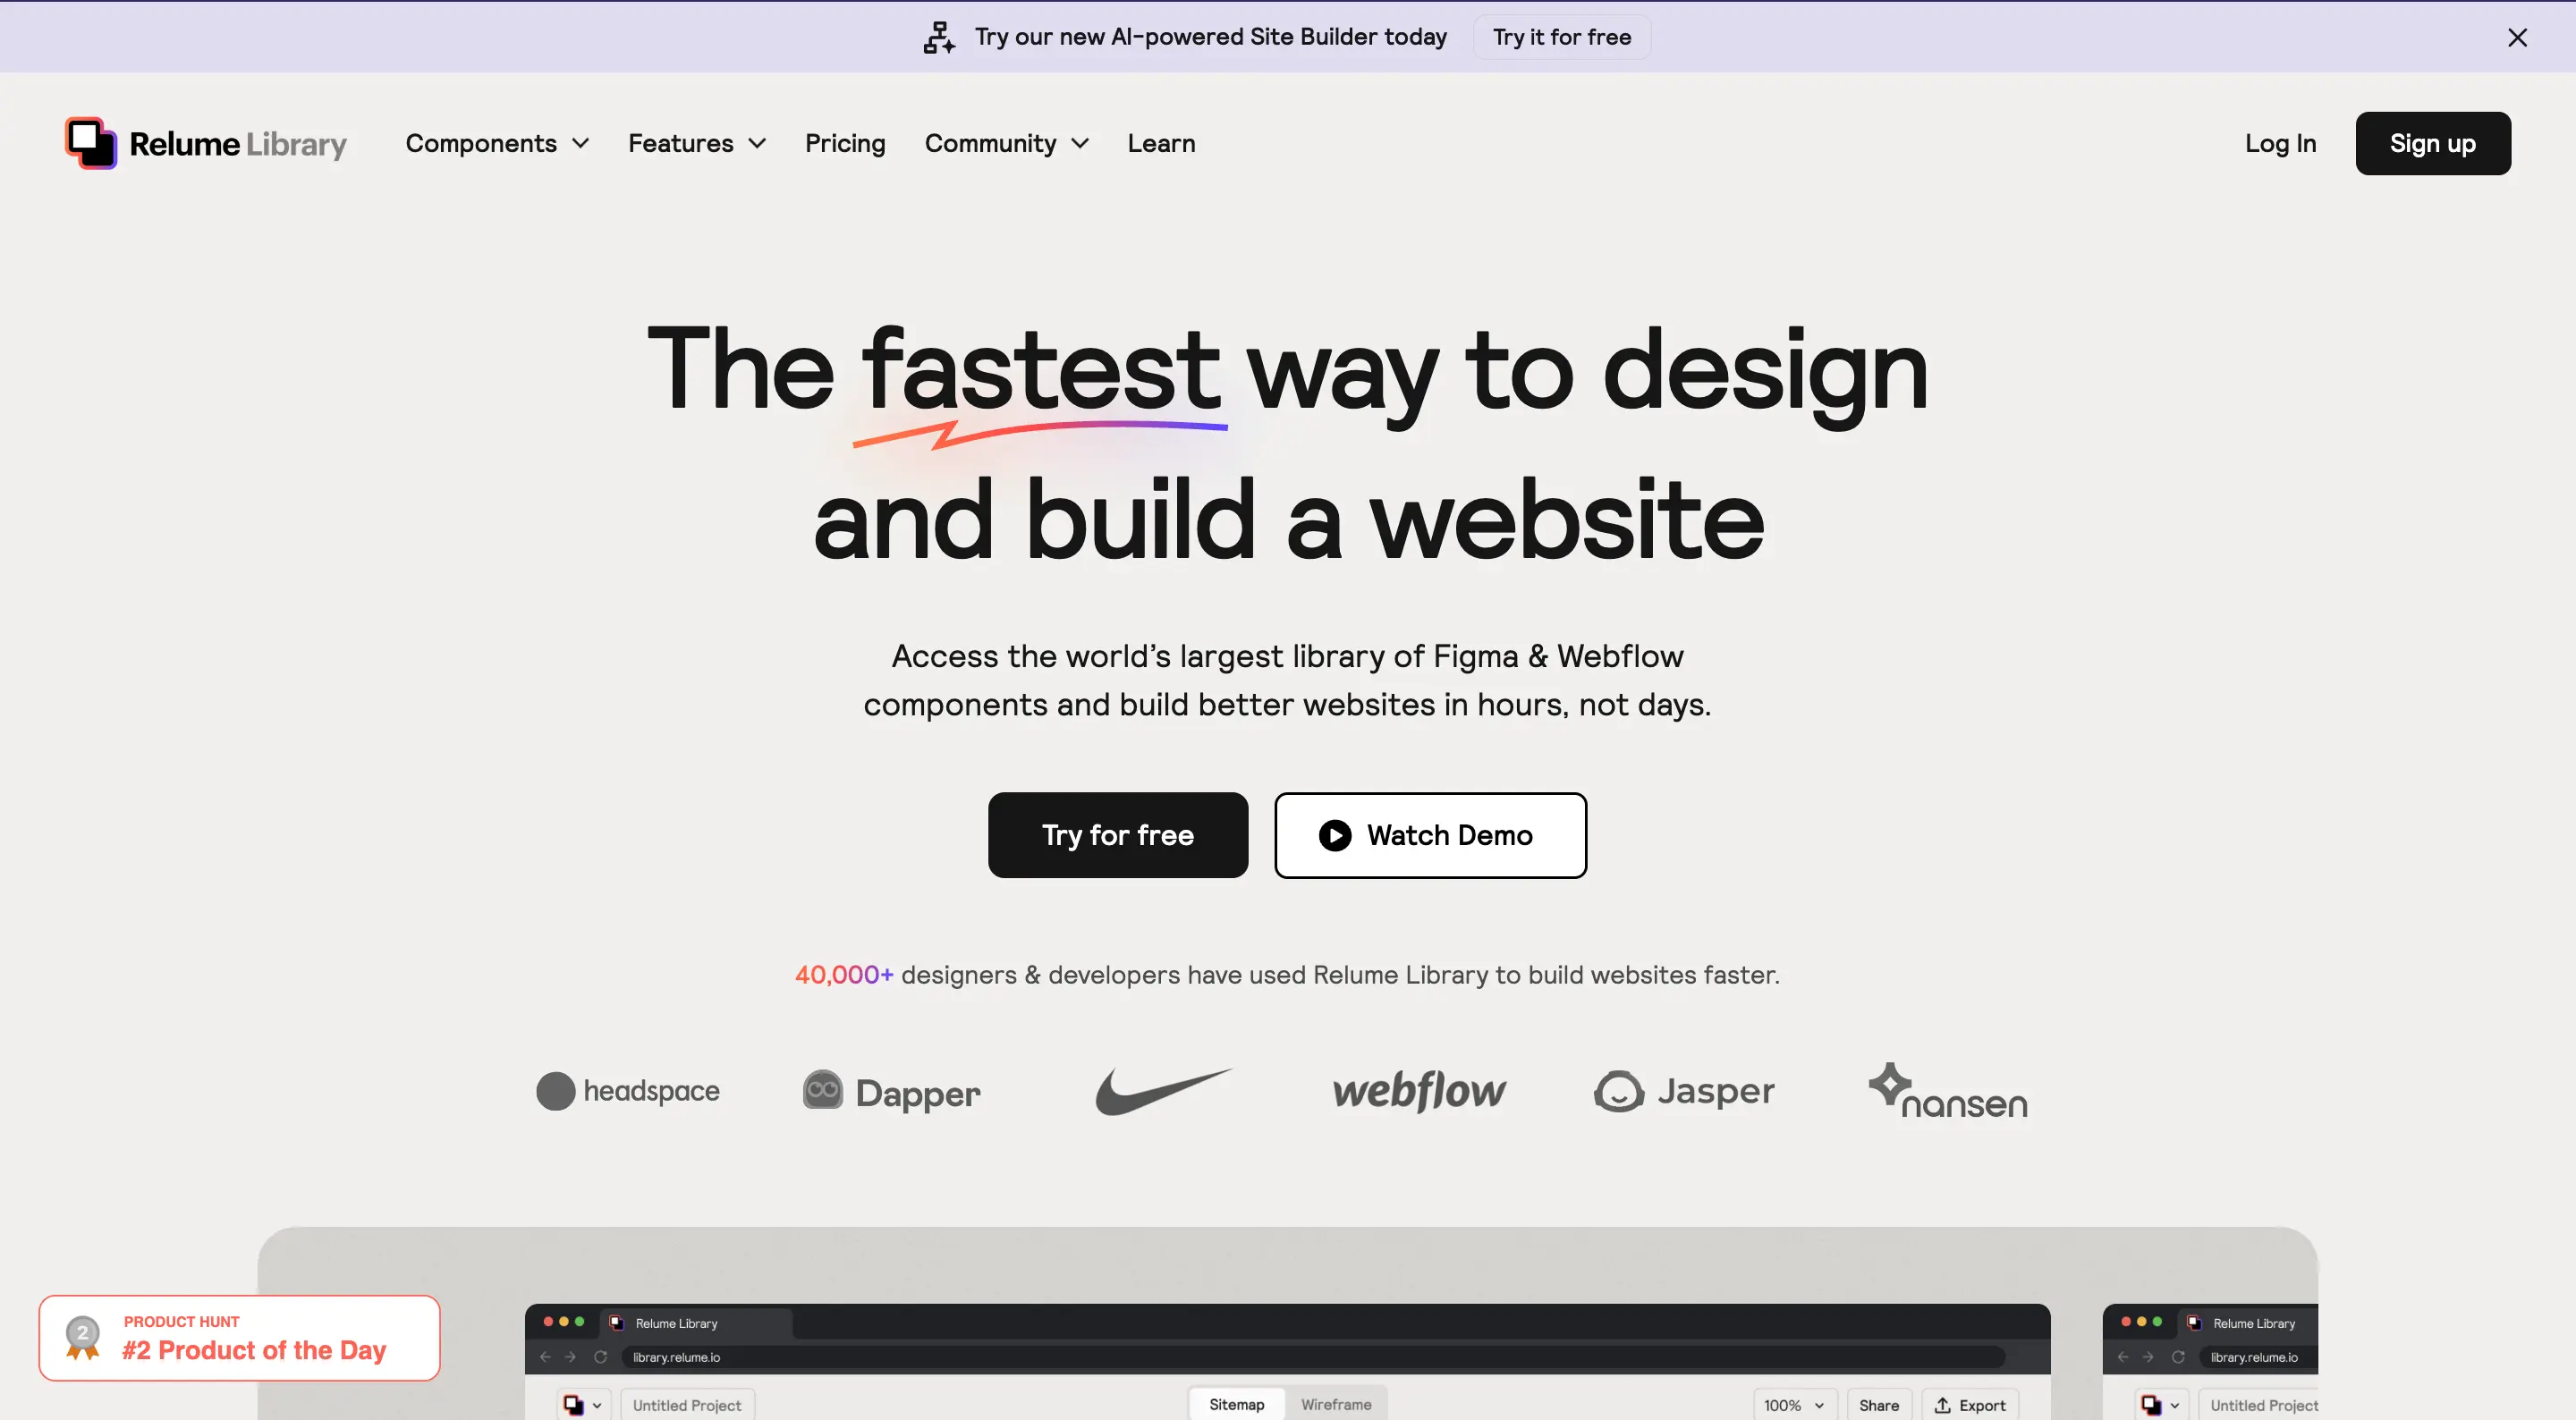 Try our new AI-powered Site Builder today Try it for free
Relume Library Components Features Pricing Community Learn Log In Sign up
The fastest way to design
and build a website
Access the world’s largest library of Figma & Webflow
components and build better websites in hours, not days.
Try for free Watch Demo
40,000+ designers & developers have used Relume Library to build websites faster.
headspace Dapper webflow Jasper nansen
2
PRODUCT HUNT
#2 Product of the Day
Relume Library
library.relume.io
Untitled Project Sitemap Wireframe 100% Share Export
Relume Library
library.relume.io
Untitled Project